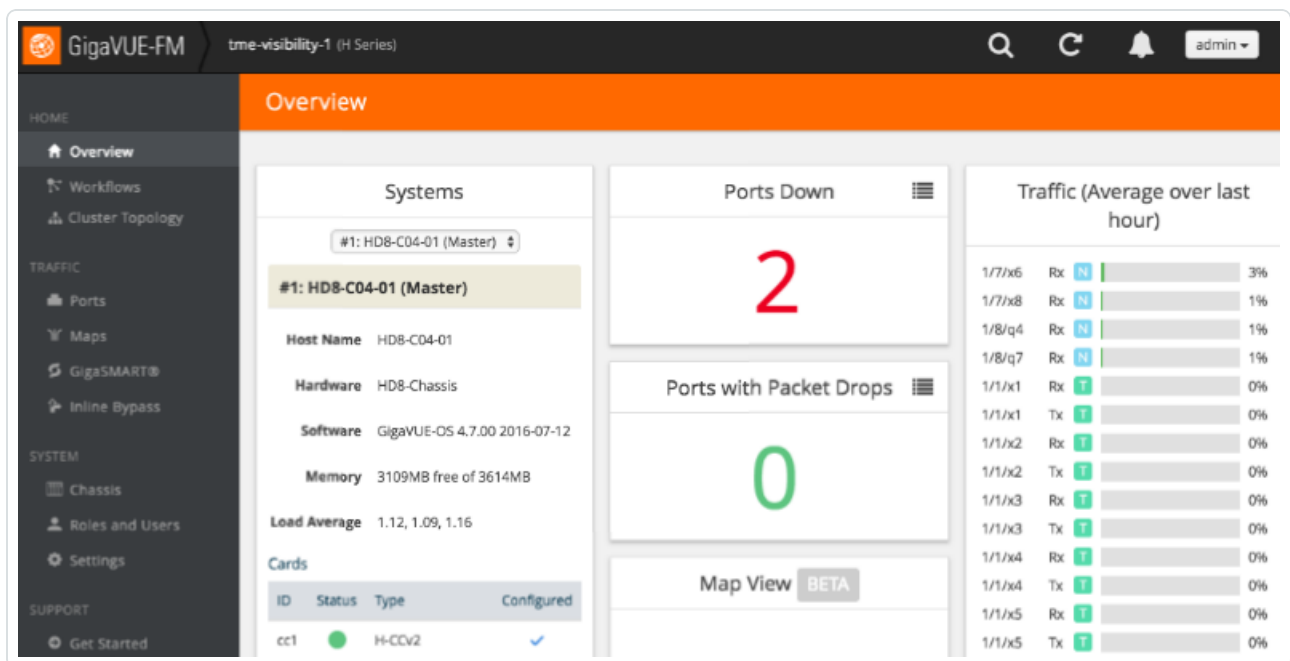 GigaVUE-FM
tme-visibility-1 (H Series)
admin
HOME
Overview
Workflows
Cluster Topology
TRAFFIC
Ports
Maps
GigaSMART®
Inline Bypass
SYSTEM
Chassis
Roles and Users
Settings
SUPPORT
Get Started
Overview
Systems
#1: HD8-C04-01 (Master)
#1: HD8-C04-01 (Master)
Host Name HD8-C04-01
Hardware HD8-Chassis
Software GigaVUE-OS 4.7.00 2016-07-12
Memory 3109MB free of 3614MB
Load Average 1.12, 1.09, 1.16
Cards
ID Status Type Configured
cc1 H-CCv2
Ports Down
2
Ports with Packet Drops
0
Map View BETA
Traffic (Average over last
hour)
1/7/x6 Rx N 3%
1/7/x8 Rx N 1%
1/8/q4 Rx N 1%
1/8/q7 Rx N 1%
1/1/x1 Rx T 0%
1/1/x1 Tx T 0%
1/1/x2 Rx T 0%
1/1/x2 Tx T 0%
1/1/x3 Rx T 0%
1/1/x3 Tx T 0%
1/1/x4 Rx T 0%
1/1/x4 Tx T 0%
1/1/x5 Rx T 0%
1/1/x5 Tx T 0%